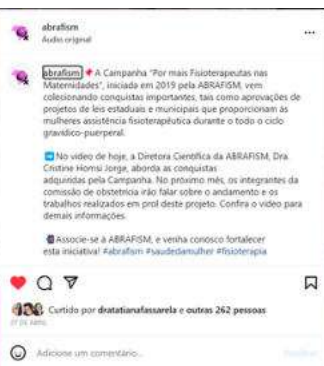 abrafism
Áudio original
abrafism 📌A Campanha "Por mais Fisioterapeutas nas
Maternidades", iniciada em 2019 pela ABRAFISM, vem
colecionando conquistas importantes, tais como aprovações de
projetos de leis estaduais e municipais que proporcionam às
mulheres assistência fisioterapêutica durante o todo o ciclo
gravídico-puerperal.
➡️No vídeo de hoje, a Diretora Científica da ABRAFISM, Dra.
Cristine Homsi Jorge, aborda as conquistas
adquiridas pela Campanha. No próximo mês, os integrantes da
comissão de obstetrícia irão falar sobre o andamento e os
trabalhos realizados em prol deste projeto. Confira o vídeo para
demais informações.
Associe-se à ABRAFISM, e venha conosco fortalecer
esta iniciativa! #abrafism #saudedamulher #fisioterapia
Curtido por dratatianafassarela e outras 262 pessoas
DE ABRIL
Adicione um comentário...